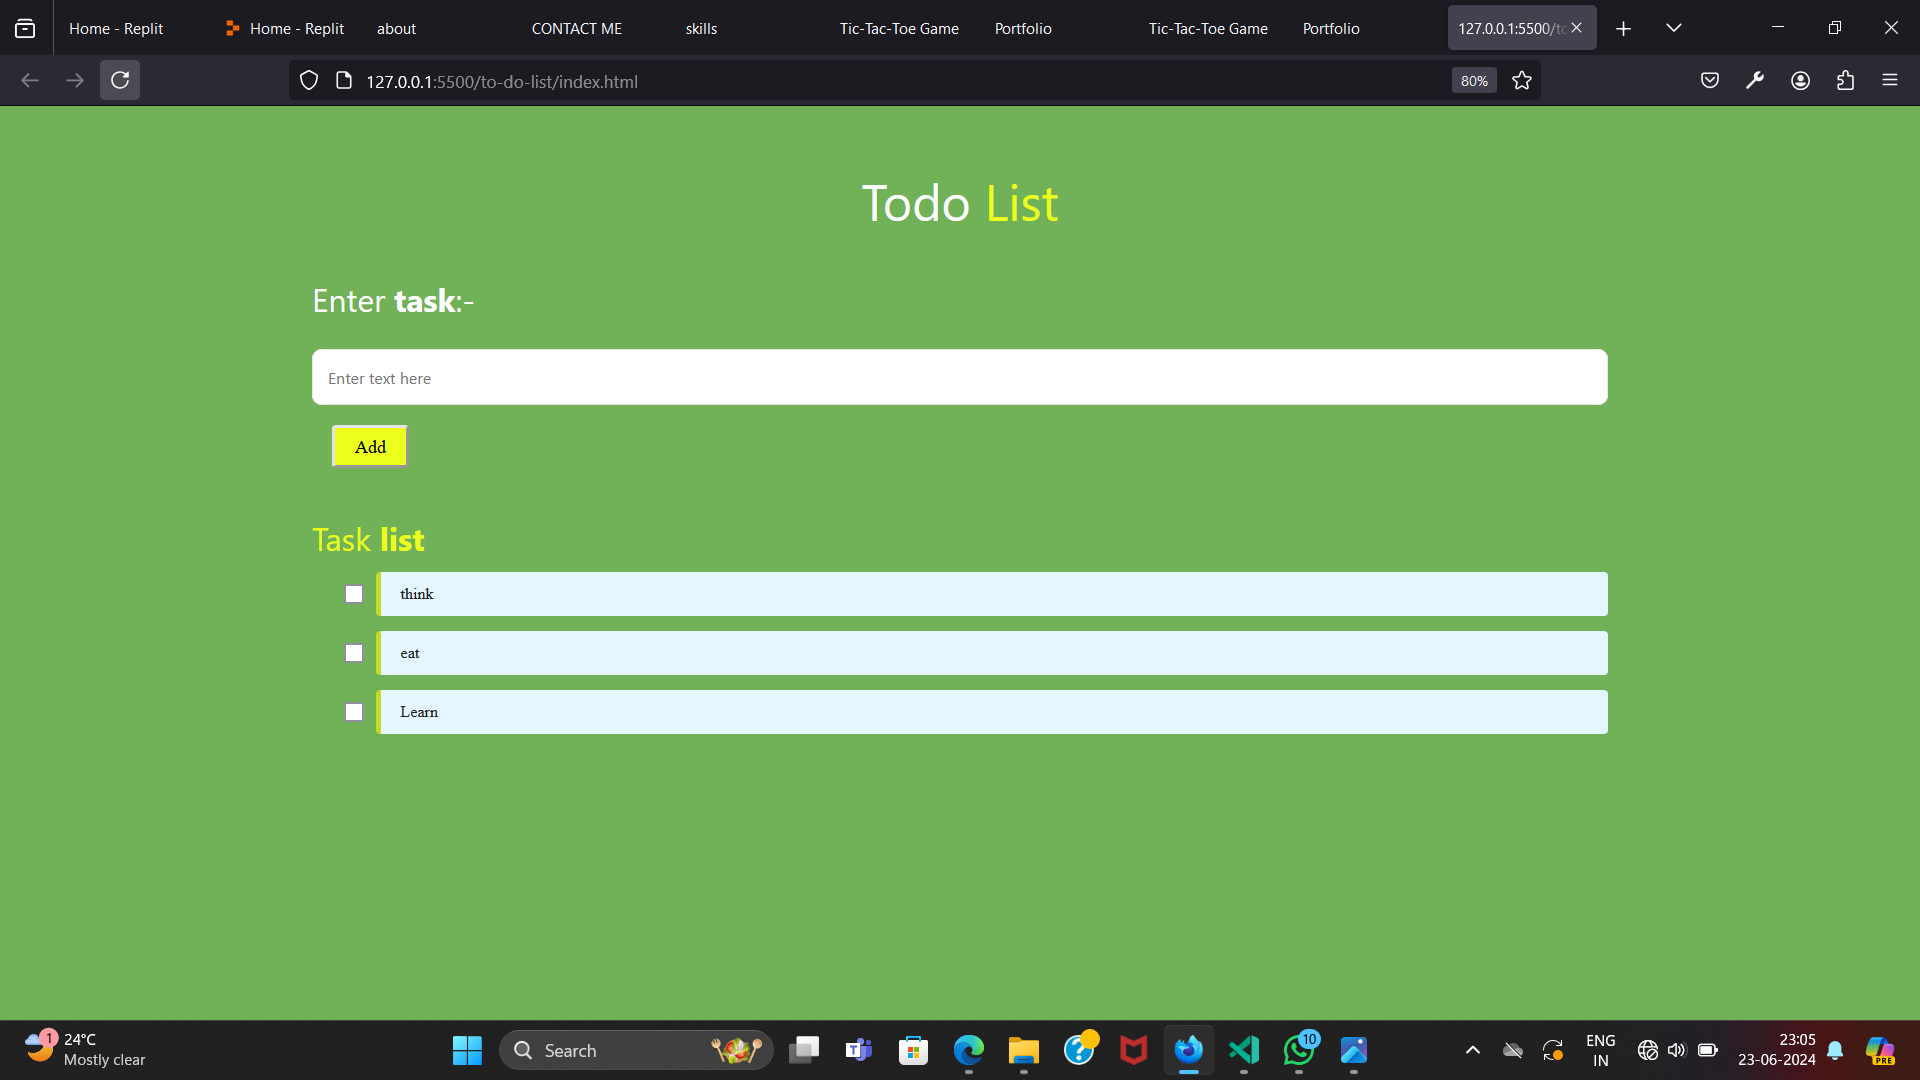 Home - Replit
Home - Replit
about
CONTACT ME
skills
Tic-Tac-Toe Game
Portfolio
Tic-Tac-Toe Game
Portfolio
127.0.0.1:5500/to
127.0.0.1:5500/to-do-list/index.html
80%
Todo List
Enter task:-
Enter text here
Add
Task list
think
eat
Learn
1
24°C
Mostly clear
Search
10
ENG
IN
23:05
23-06-2024
PRE